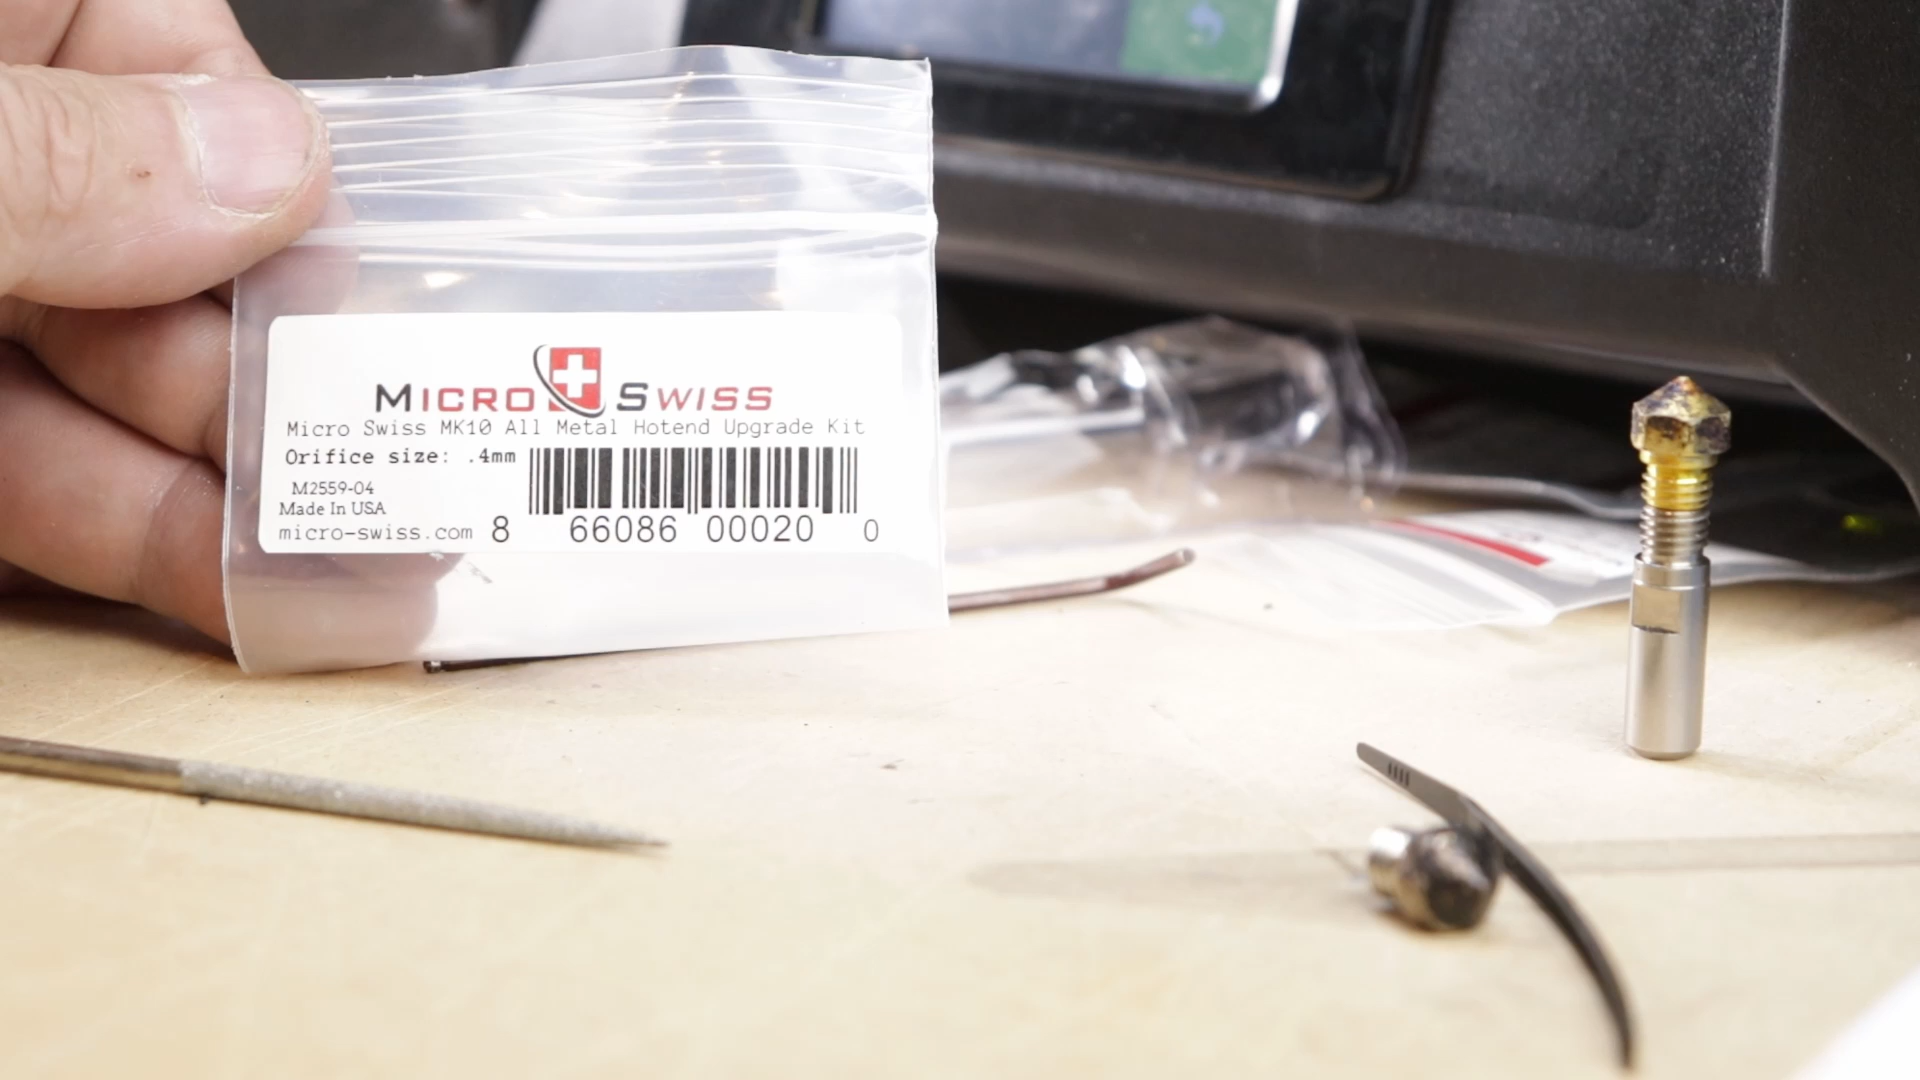 MICRO SWISS
Micro Swiss MK10 All Metal Hotend Upgrade Kit
Orifice size: .4mm
M2559-04
Made In USA
micro-swiss.com
8 66086 00020 0